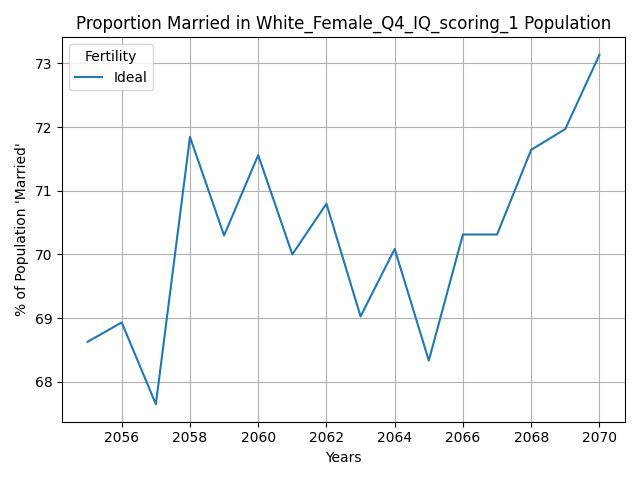 Proportion Married in White_Female_Q4_IQ_scoring_1 Population
Fertility
Ideal
% of Population 'Married'
73
72
71
70
69
68
2056 2058 2060 2062 2064 2066 2068 2070
Years